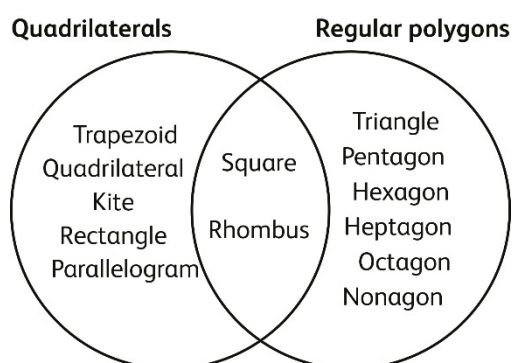 Quadrilaterals
Regular polygons
Trapezoid
Quadrilateral
Kite
Rectangle
Parallelogram
Square
Rhombus
Triangle
Pentagon
Hexagon
Heptagon
Octagon
Nonagon